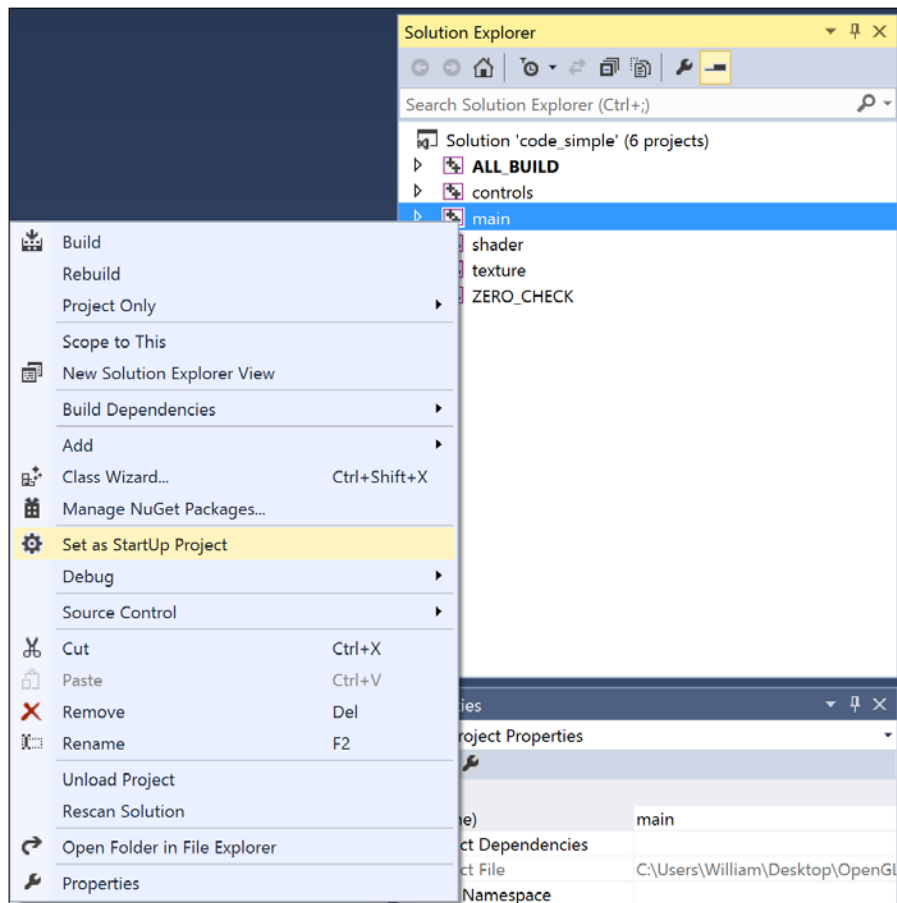 Solution Explorer
Search Solution Explorer (Ctrl+;)
Solution 'code_simple' (6 projects)
ALL_BUILD
controls
main
shader
texture
ZERO_CHECK
Build
Rebuild
Project Only
Scope to This
New Solution Explorer View
Build Dependencies
Add
Class Wizard... Ctrl+Shift+X
Manage NuGet Packages...
Set as StartUp Project
Debug
Source Control
Cut Ctrl+X
Paste Ctrl+V
Remove Del
Rename F2
Unload Project
Rescan Solution
Open Folder in File Explorer
Properties
ies
roject Properties
e) main
ct Dependencies
ct File C:\Users\William\Desktop\OpenGL
Namespace